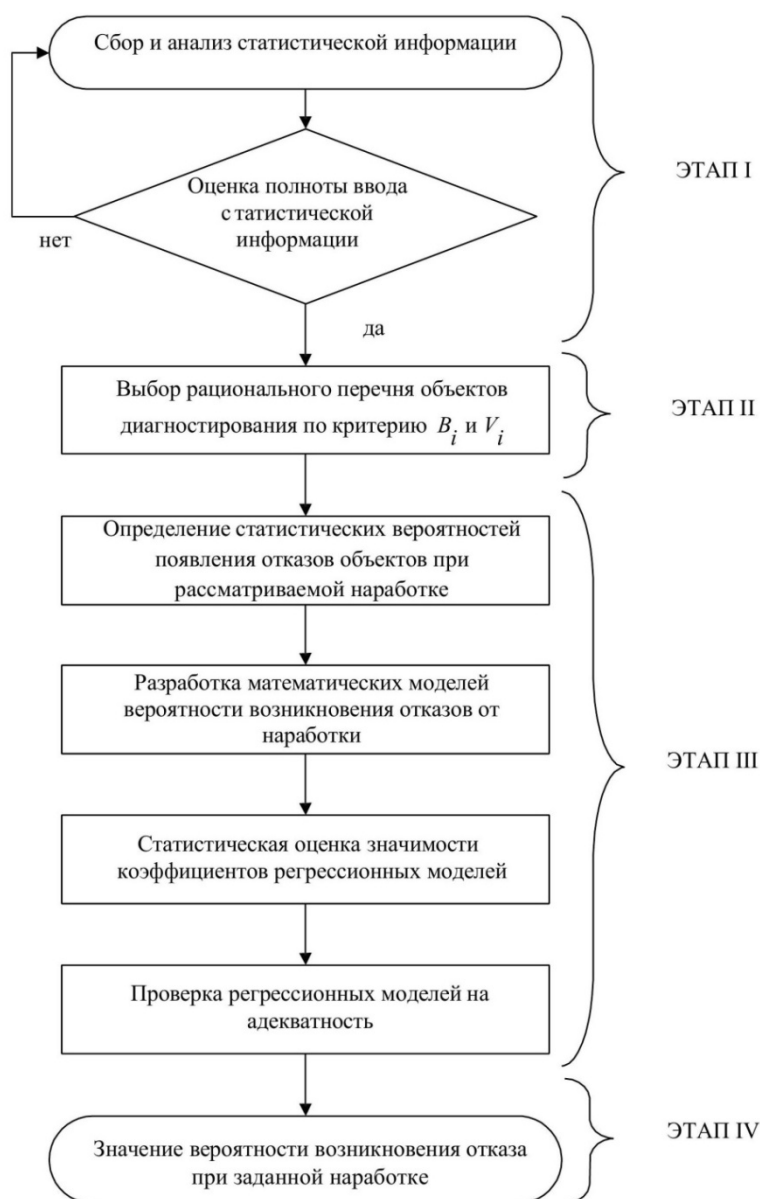 Сбор и анализ статистической информации
ЭТАП I
Оценка полноты ввода
с татистической
информации
нет
да
Выбор рационального перечня объектов
диагностирования по критерию B_i и V_i
ЭТАП II
Определение статистических вероятностей
появления отказов объектов при
рассматриваемой наработке
Разработка математических моделей
вероятности возникновения отказов от
наработки
ЭТАП III
Статистическая оценка значимости
коэффициентов регрессионных моделей
Проверка регрессионных моделей на
адекватность
Значение вероятности возникновения отказа
при заданной наработке
ЭТАП IV